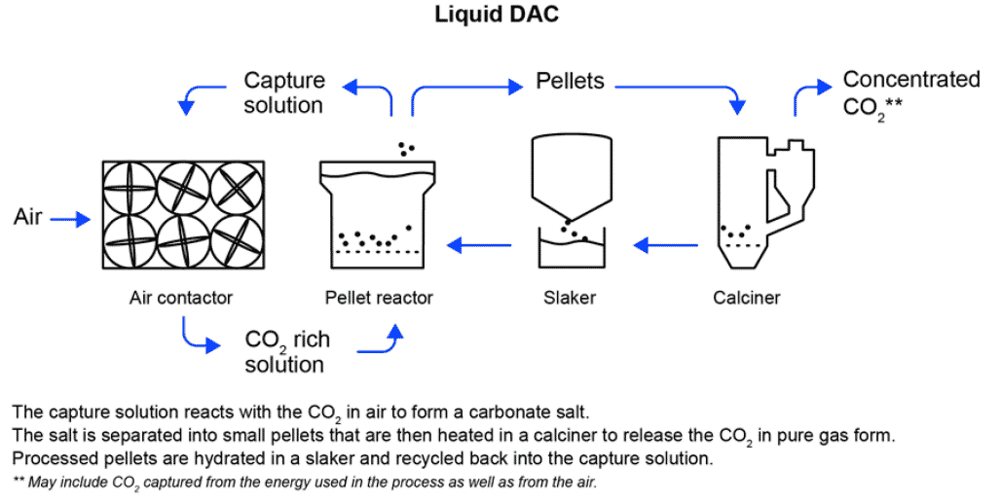 Liquid DAC
Capture
solution
Pellets
Concentrated
CO2**
Air
Air contactor
Pellet reactor
Slaker
Calciner
CO2 rich
solution
The capture solution reacts with the CO2 in air to form a carbonate salt.
The salt is separated into small pellets that are then heated in a calciner to release the CO2 in pure gas form.
Processed pellets are hydrated in a slaker and recycled back into the capture solution.
** May include CO2 captured from the energy used in the process as well as from the air.